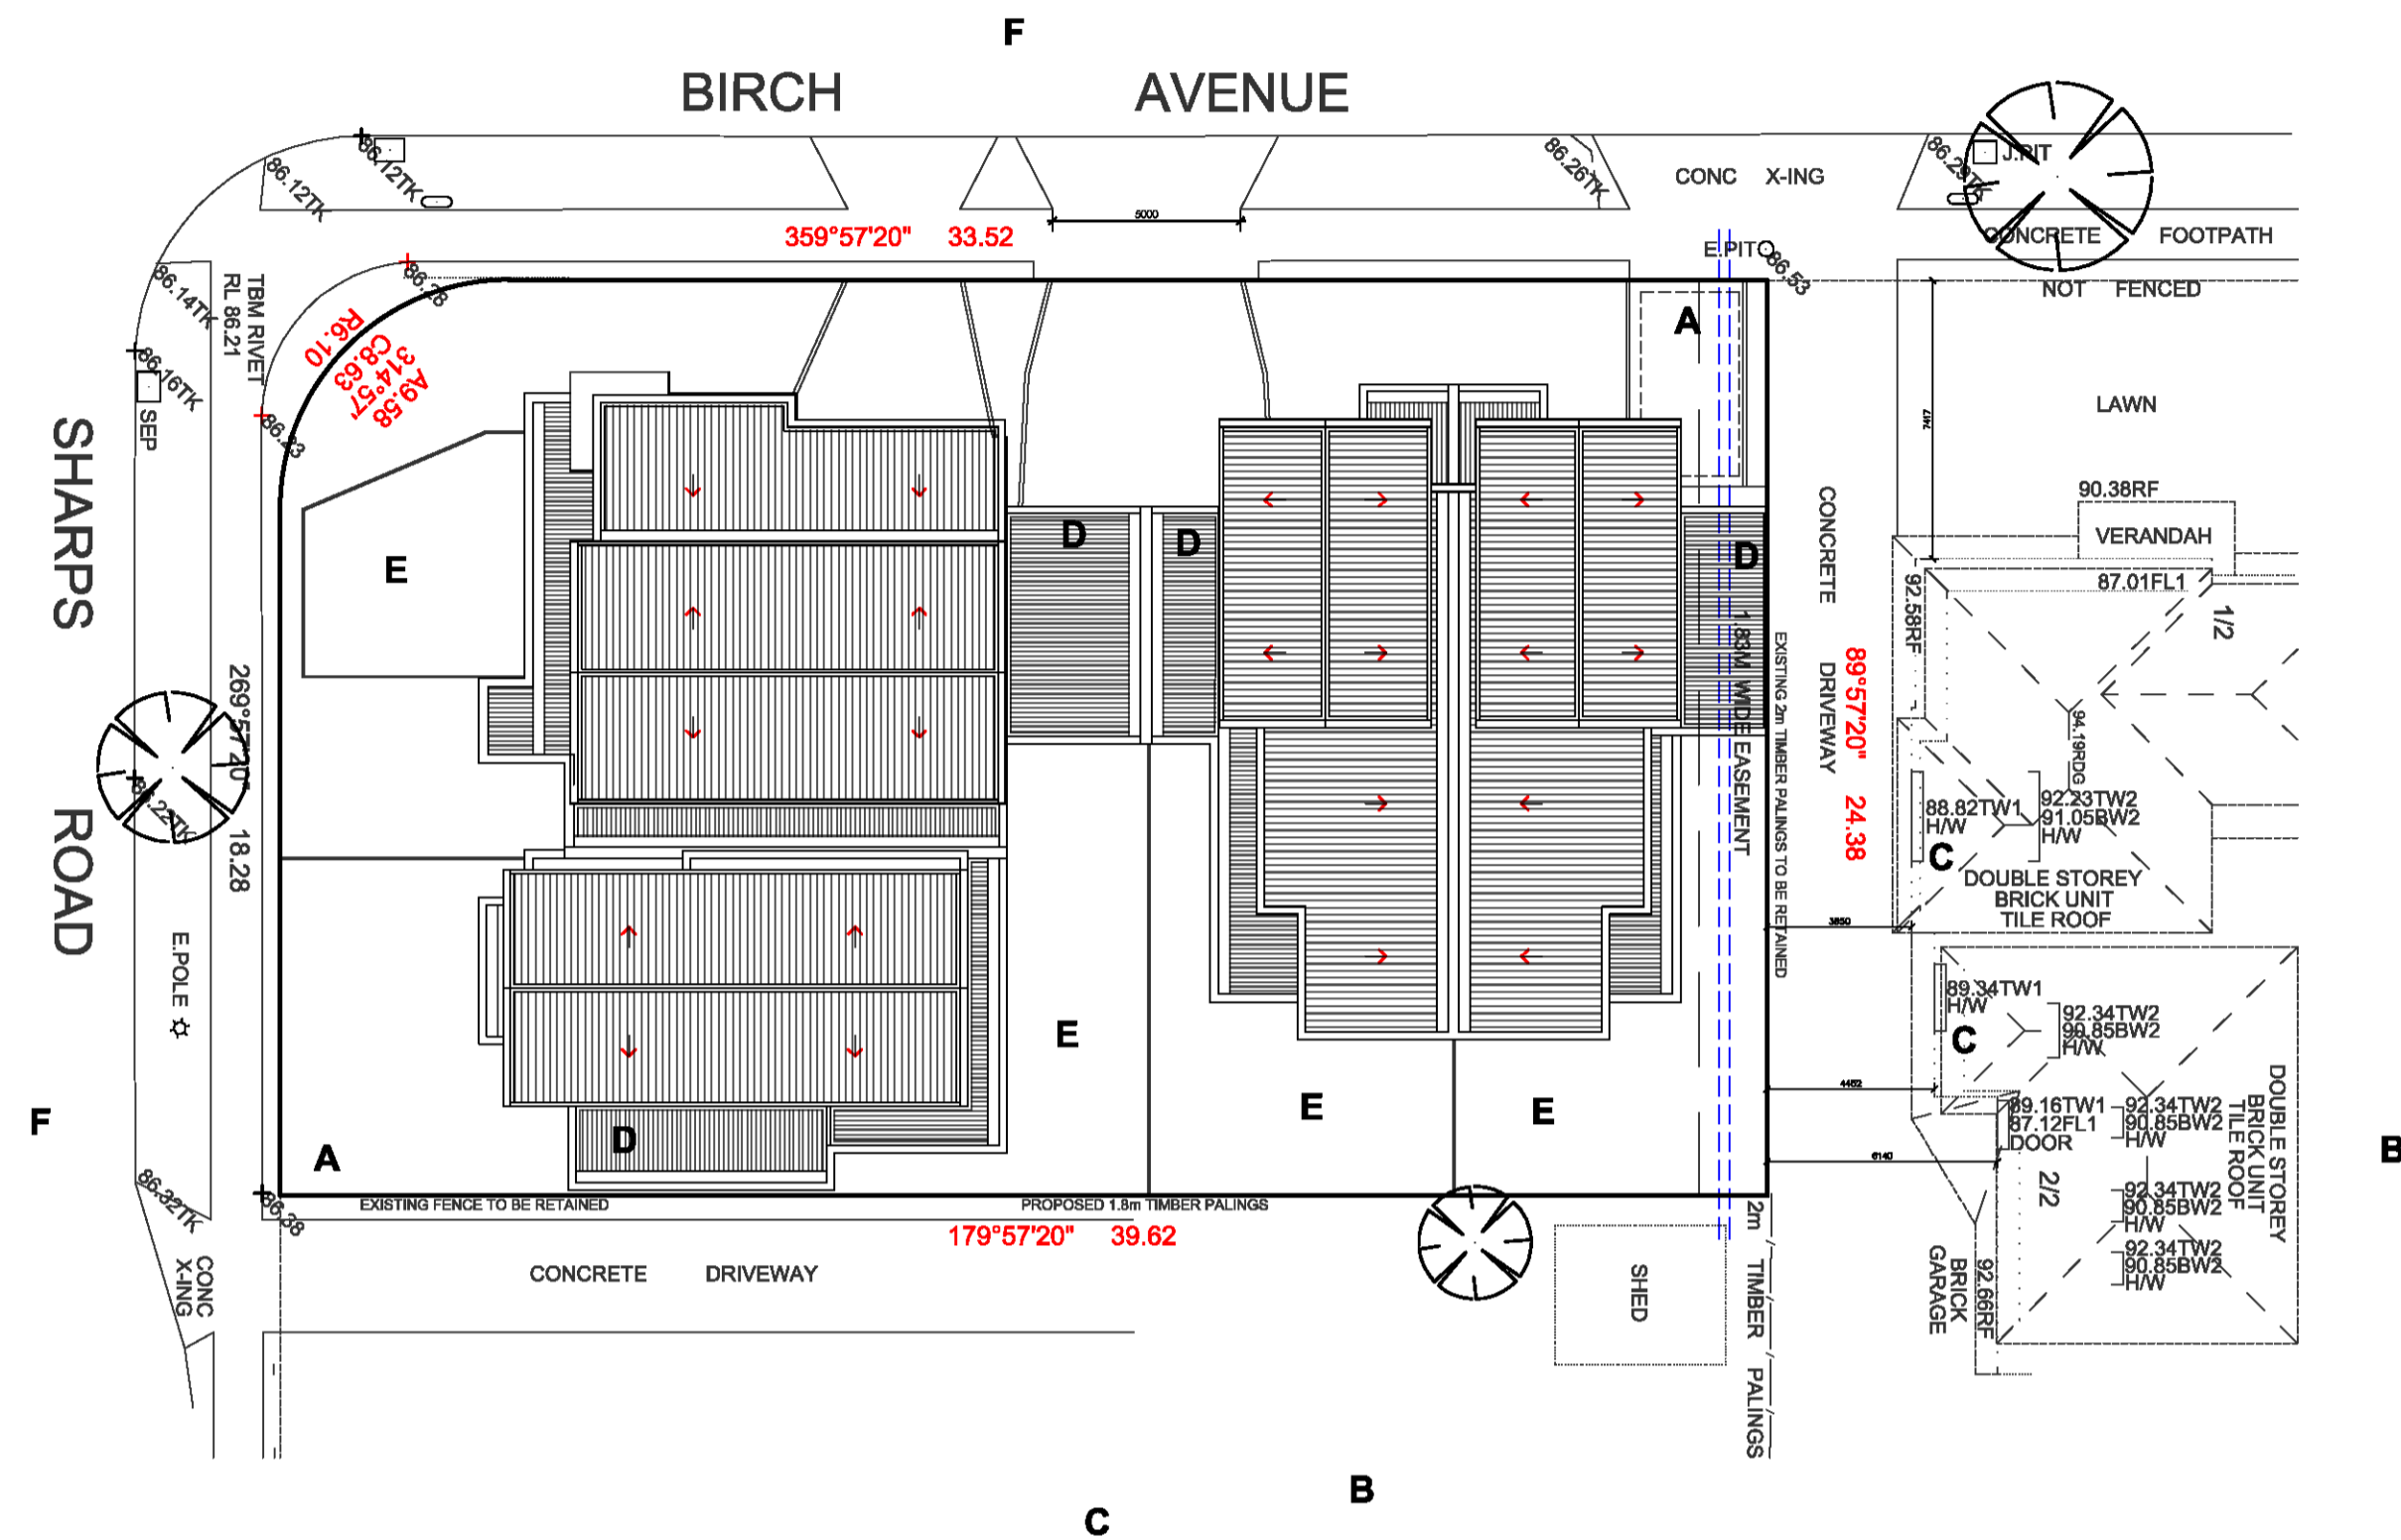 F
BIRCH AVENUE
86.12TK
86.12TK
86.26TK
CONC X-ING
86.29TK
J.PIT
5000
359°57'20" 33.52
E.PIT
86.53
CONCRETE FOOTPATH
NOT FENCED
86.14TK
TBM RIVET
RL 86.21
86.28
A9.58
314°57
C8.63
R6.10
86.16TK
SEP
86.23
A
LAWN
7417
90.38RF
VERANDAH
87.01FL1
1/2
92.58RF
94.19RDG
SHARPS ROAD
E
D
D
D
CONCRETE DRIVEWAY
1.83M WIDE EASEMENT
EXISTING 2m TIMBER PALINGS TO BE RETAINED
89°57'20" 24.38
269°57'20" 18.28
86.22TK
88.82TW1
H/W
C
92.23TW2
91.05BW2
H/W
DOUBLE STOREY
BRICK UNIT
TILE ROOF
3850
E.POLE
89.34TW1
H/W
C
92.34TW2
90.85BW2
H/W
4452
E
E
E
F
D
A
89.16TW1
87.12FL1
DOOR
92.34TW2
90.85BW2
H/W
6140
2/2
DOUBLE STOREY
BRICK UNIT
TILE ROOF
B
92.34TW2
90.85BW2
H/W
92.34TW2
90.85BW2
H/W
86.32TK
86.38
EXISTING FENCE TO BE RETAINED
PROPOSED 1.8m TIMBER PALINGS
179°57'20" 39.62
CONC
X-ING
CONCRETE DRIVEWAY
SHED
2m TIMBER PALINGS
BRICK
GARAGE
92.66RF
B
C